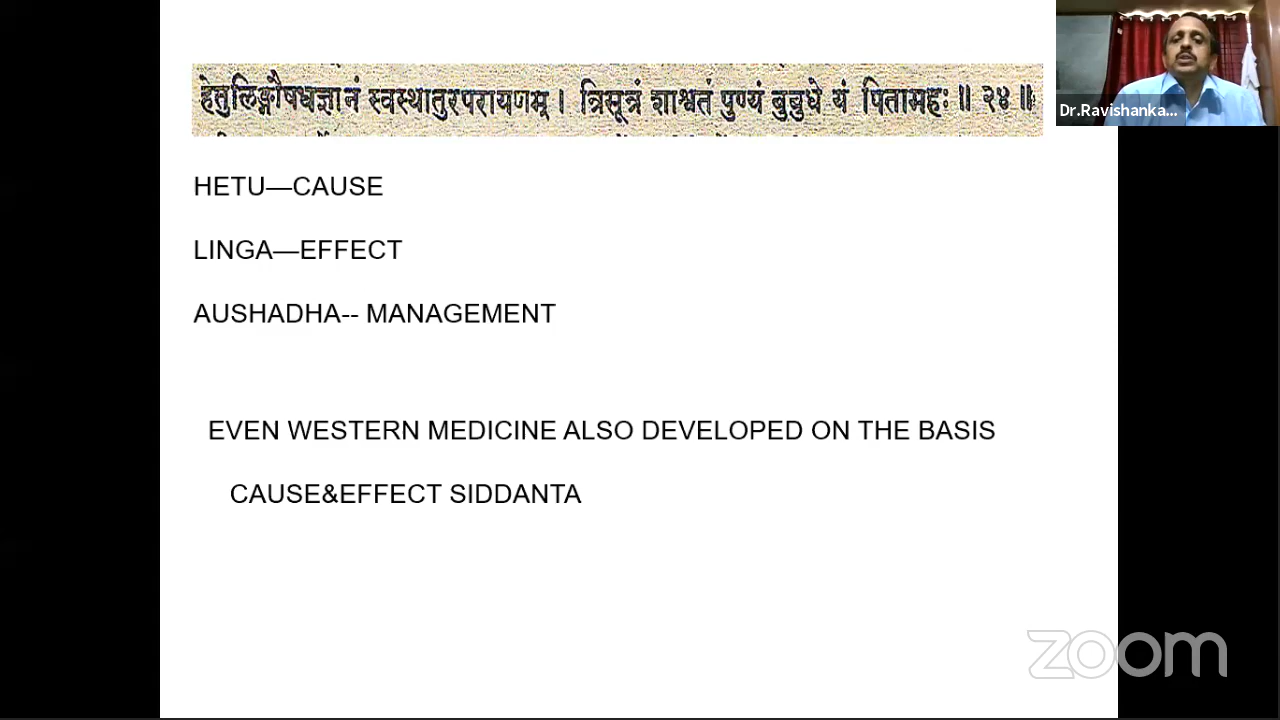 हेतुलिङ्गौषधज्ञानं स्वस्थातुरपरायणम् । त्रिसूत्रं शाश्वतं पुण्यं बुबुधे यं पितामहः ॥ २४ ॥
Dr.Ravishanka...
HETU—CAUSE
LINGA—EFFECT
AUSHADHA-- MANAGEMENT
EVEN WESTERN MEDICINE ALSO DEVELOPED ON THE BASIS
CAUSE&EFFECT SIDDANTA
zoom